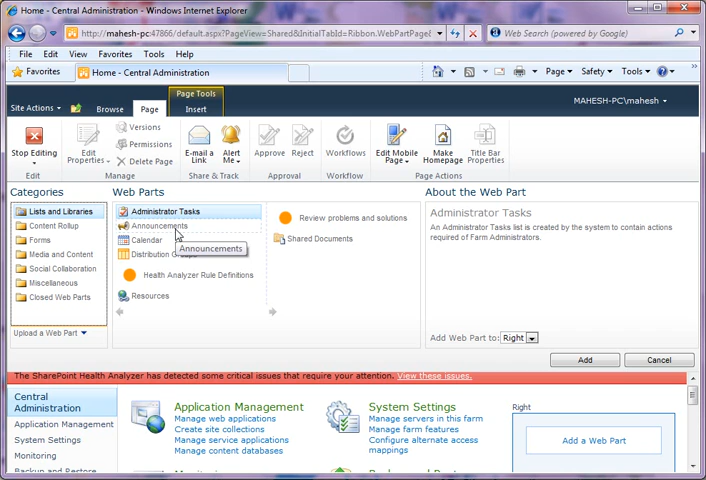 Home - Central Administration - Windows Internet Explorer
http://mahesh-pc:47866/default.aspx?PageView=Shared&InitialTabId=Ribbon.WebPartPage&
Web Search (powered by Google)
File Edit View Favorites Tools Help
Favorites Home - Central Administration Page Safety Tools
Page Tools
Site Actions Browse Page Insert MAHESH-PC\mahesh
Stop Editing
Edit Properties
Versions
Permissions
Delete Page
E-mail a Link
Alert Me
Approve
Reject
Workflows
Edit Mobile Page
Make Homepage
Title Bar Properties
Edit Manage Share & Track Approval Workflows Page Actions
Categories
Lists and Libraries
Content Rollup
Forms
Media and Content
Social Collaboration
Miscellaneous
Closed Web Parts
Upload a Web Part
Web Parts
Administrator Tasks
Announcements
Calendar
Announcements
Distribution Groups
Health Analyzer Rule Definitions
Resources
Review problems and solutions
Shared Documents
About the Web Part
Administrator Tasks
An Administrator Tasks list is created by the system to contain actions
required of Farm Administrators.
Add Web Part to: Right
Add Cancel
The SharePoint Health Analyzer has detected some critical issues that require your attention. View these issues.
Central
Administration
Application Management
System Settings
Monitoring
Backup and Restore
Application Management
Manage web applications
Create site collections
Manage service applications
Manage content databases
System Settings
Manage servers in this farm
Manage farm features
Configure alternate access
mappings
Right
Add a Web Part